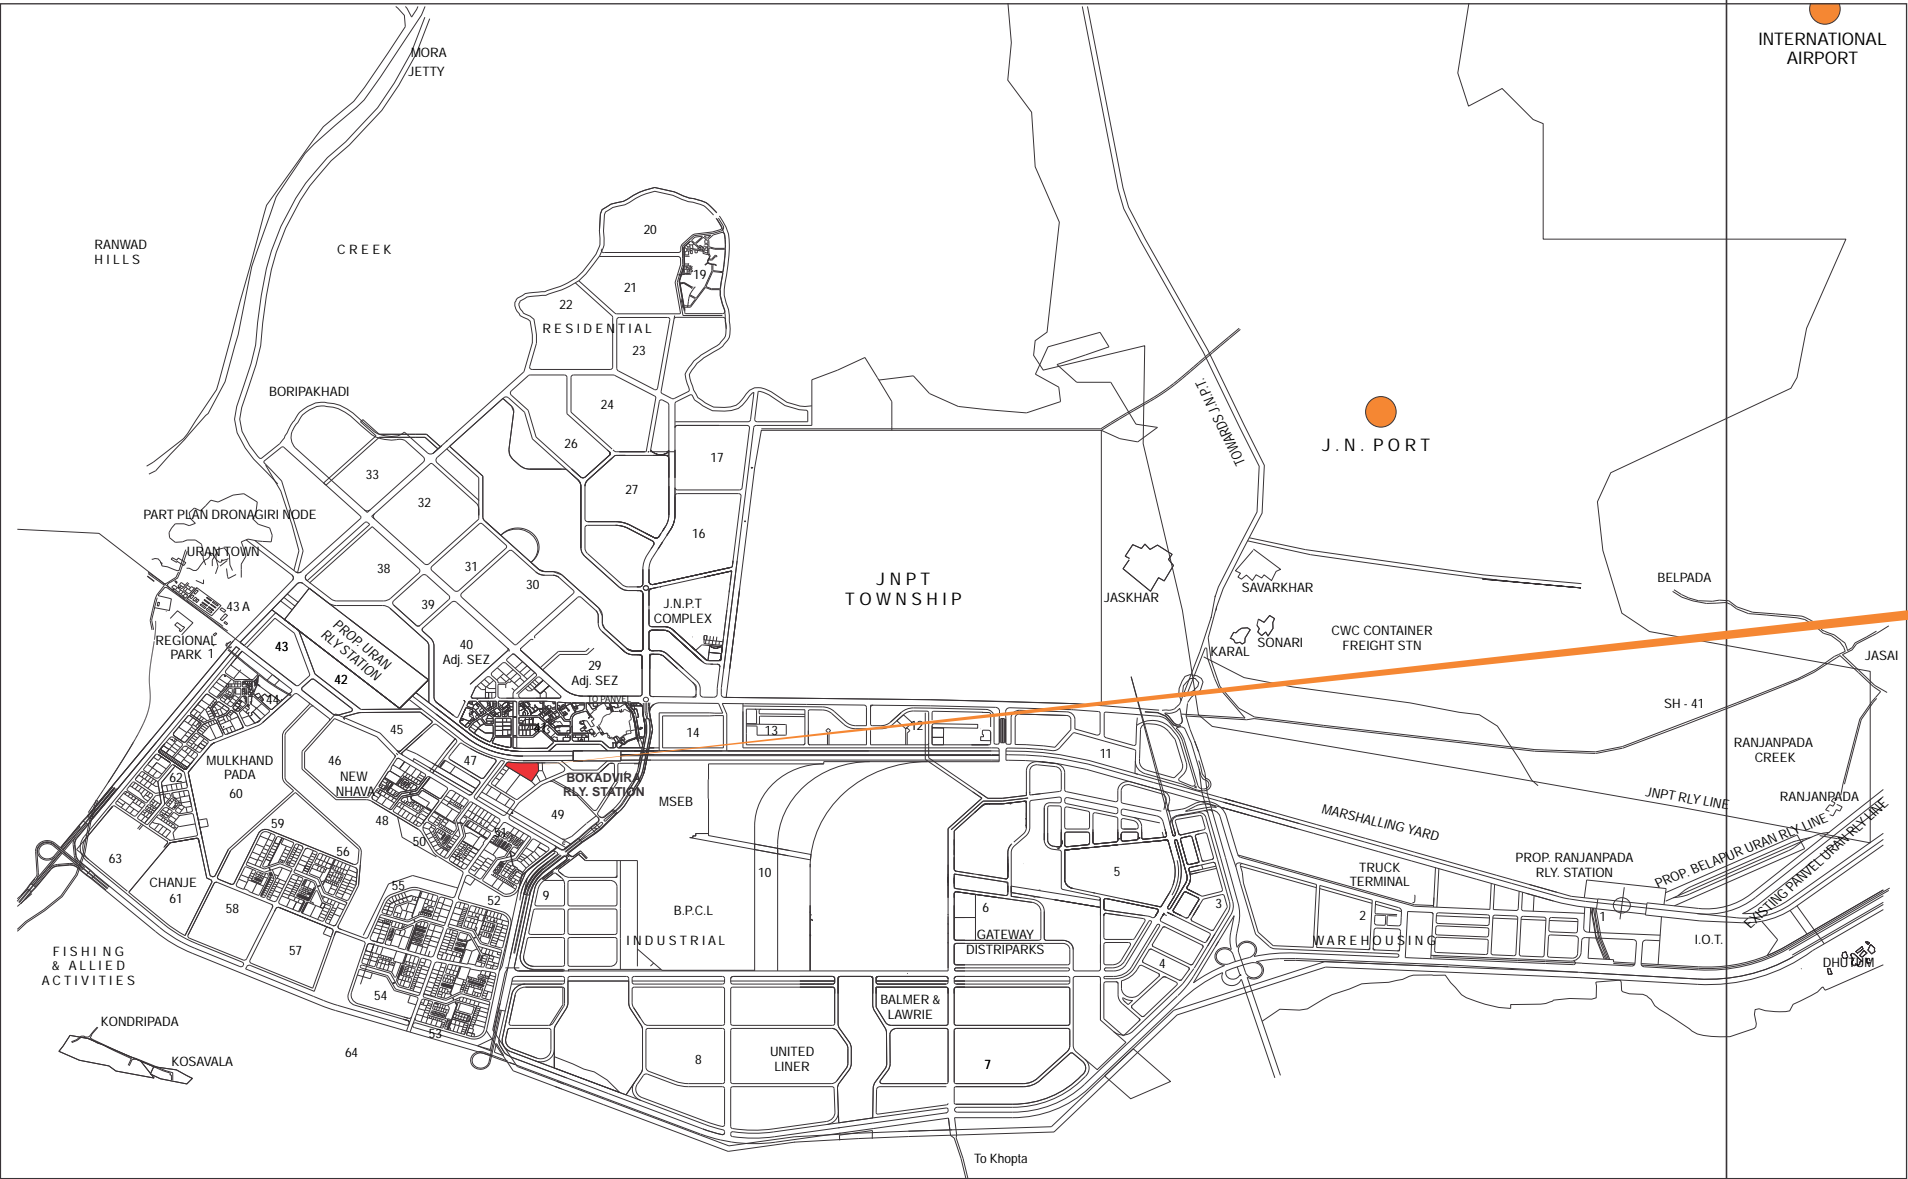 INTERNATIONAL
AIRPORT
MORA
JETTY
RANWAD
HILLS
CREEK
20
19
21
22
RESIDENTIAL
23
BORIPAKHADI
24
26
17
TOWARDS J.N.P.T.
J.N. PORT
33
32
27
PART PLAN DRONAGIRI NODE
16
URAN TOWN
38
31
30
JNPT
TOWNSHIP
JASKHAR
SAVARKHAR
BELPADA
43 A
39
J.N.P.T
COMPLEX
REGIONAL
PARK 1
43
PROP. URAN
RLY STATION
40
Adj. SEZ
KARAL
SONARI
CWC CONTAINER
FREIGHT STN
JASAI
42
29
Adj. SEZ
44
TO PANVEL
SH - 41
45
41
14
13
12
11
RANJANPADA
CREEK
MULKHAND
PADA
60
62
46
NEW
NHAVA
47
BOKADVIRA
RLY. STATION
MSEB
JNPT RLY LINE
RANJANPADA
59
48
50
51
49
MARSHALLING YARD
PROP. BELAPUR URAN RLY LINE
EXISTING PANVEL URAN RLY LINE
63
56
CHANJE
61
55
10
5
TRUCK
TERMINAL
PROP. RANJANPADA
RLY. STATION
58
52
9
B.P.C.L
6
3
2
1
57
INDUSTRIAL
GATEWAY
DISTRIPARKS
WAREHOUSING
I.O.T.
FISHING
& ALLIED
ACTIVITIES
4
DHUTUM
54
BALMER &
LAWRIE
KONDRIPADA
53
KOSAVALA
64
8
UNITED
LINER
7
To Khopta